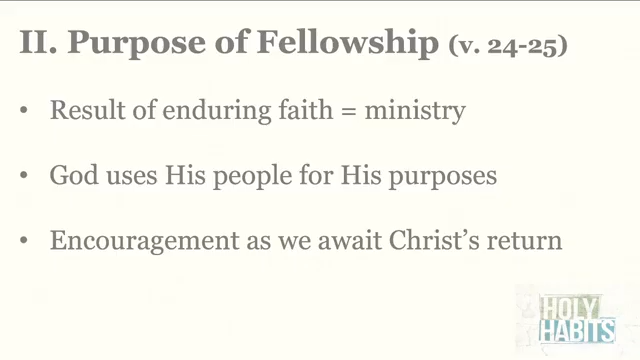 II. Purpose of Fellowship (v. 24-25)
• Result of enduring faith = ministry
• God uses His people for His purposes
• Encouragement as we await Christ's return
HOLY
HABITS